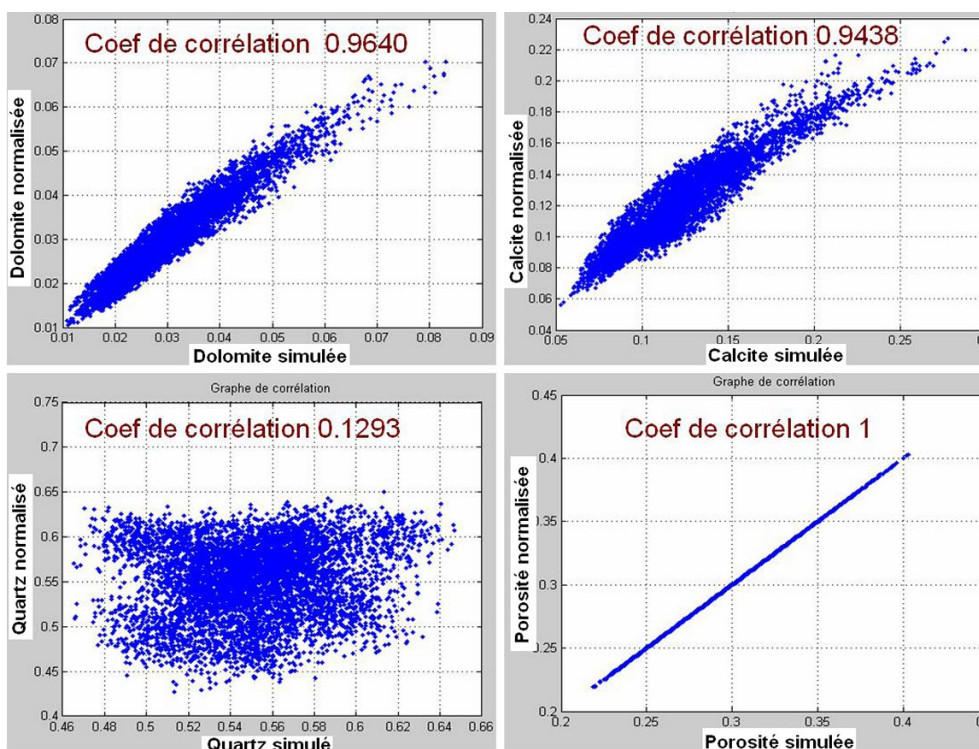 Coef de corrélation 0.9640
Dolomite normalisée
0.08
0.07
0.06
0.05
0.04
0.03
0.02
0.01
0.01 0.02 0.03 0.04 0.05 0.06 0.07 0.08 0.09
Dolomite simulée
Coef de corrélation 0.9438
Calcite normalisée
0.24
0.22
0.2
0.18
0.16
0.14
0.12
0.1
0.08
0.06
0.04
0.05 0.1 0.15 0.2 0.25
Calcite simulée
Graphe de corrélation
Coef de corrélation 0.1293
Quartz normalisé
0.75
0.7
0.65
0.6
0.55
0.5
0.45
0.4
0.46 0.48 0.5 0.52 0.54 0.56 0.58 0.6 0.62 0.64 0.66
Quartz simulé
Graphe de corrélation
Coef de corrélation 1
Porosité normalisée
0.45
0.4
0.35
0.3
0.25
0.2
0.2 0.25 0.3 0.35 0.4
Porosité simulée